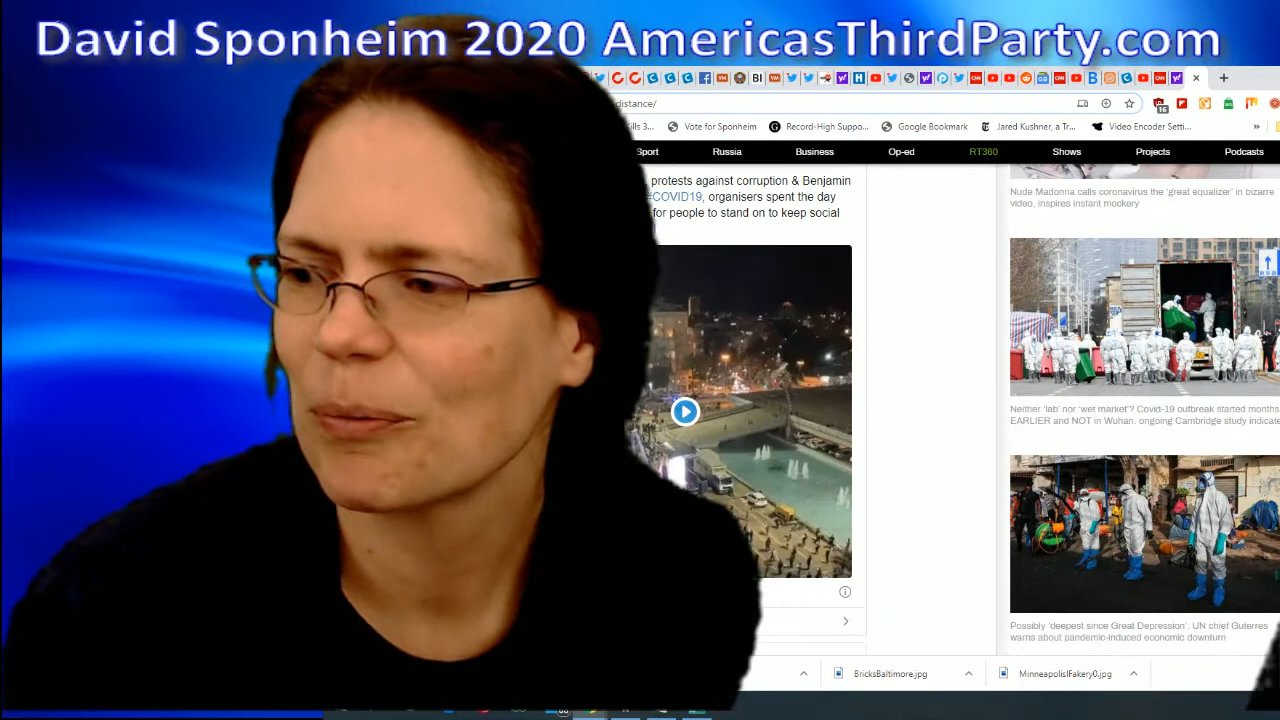 David Sponheim 2020 AmericasThirdParty.com
distance/
Vote for Sponheim
Record-High Suppo...
Google Bookmark
Jared Kushner, a Tr...
Video Encoder Setti...
»
Sport
Russia
Business
Op-ed
RT360
Shows
Projects
Podcasts
protests against corruption & Benjamin
#COVID19, organisers spent the day
for people to stand on to keep social
Nude Madonna calls coronavirus the 'great equalizer' in bizarre
video, inspires instant mockery
Neither 'lab' nor 'wet market'? Covid-19 outbreak started months
EARLIER and NOT in Wuhan, ongoing Cambridge study indicate
Possibly 'deepest since Great Depression': UN chief Guterres
warns about pandemic-induced economic downturn
BricksBaltimore.jpg
MinneapolisIFakery0.jpg